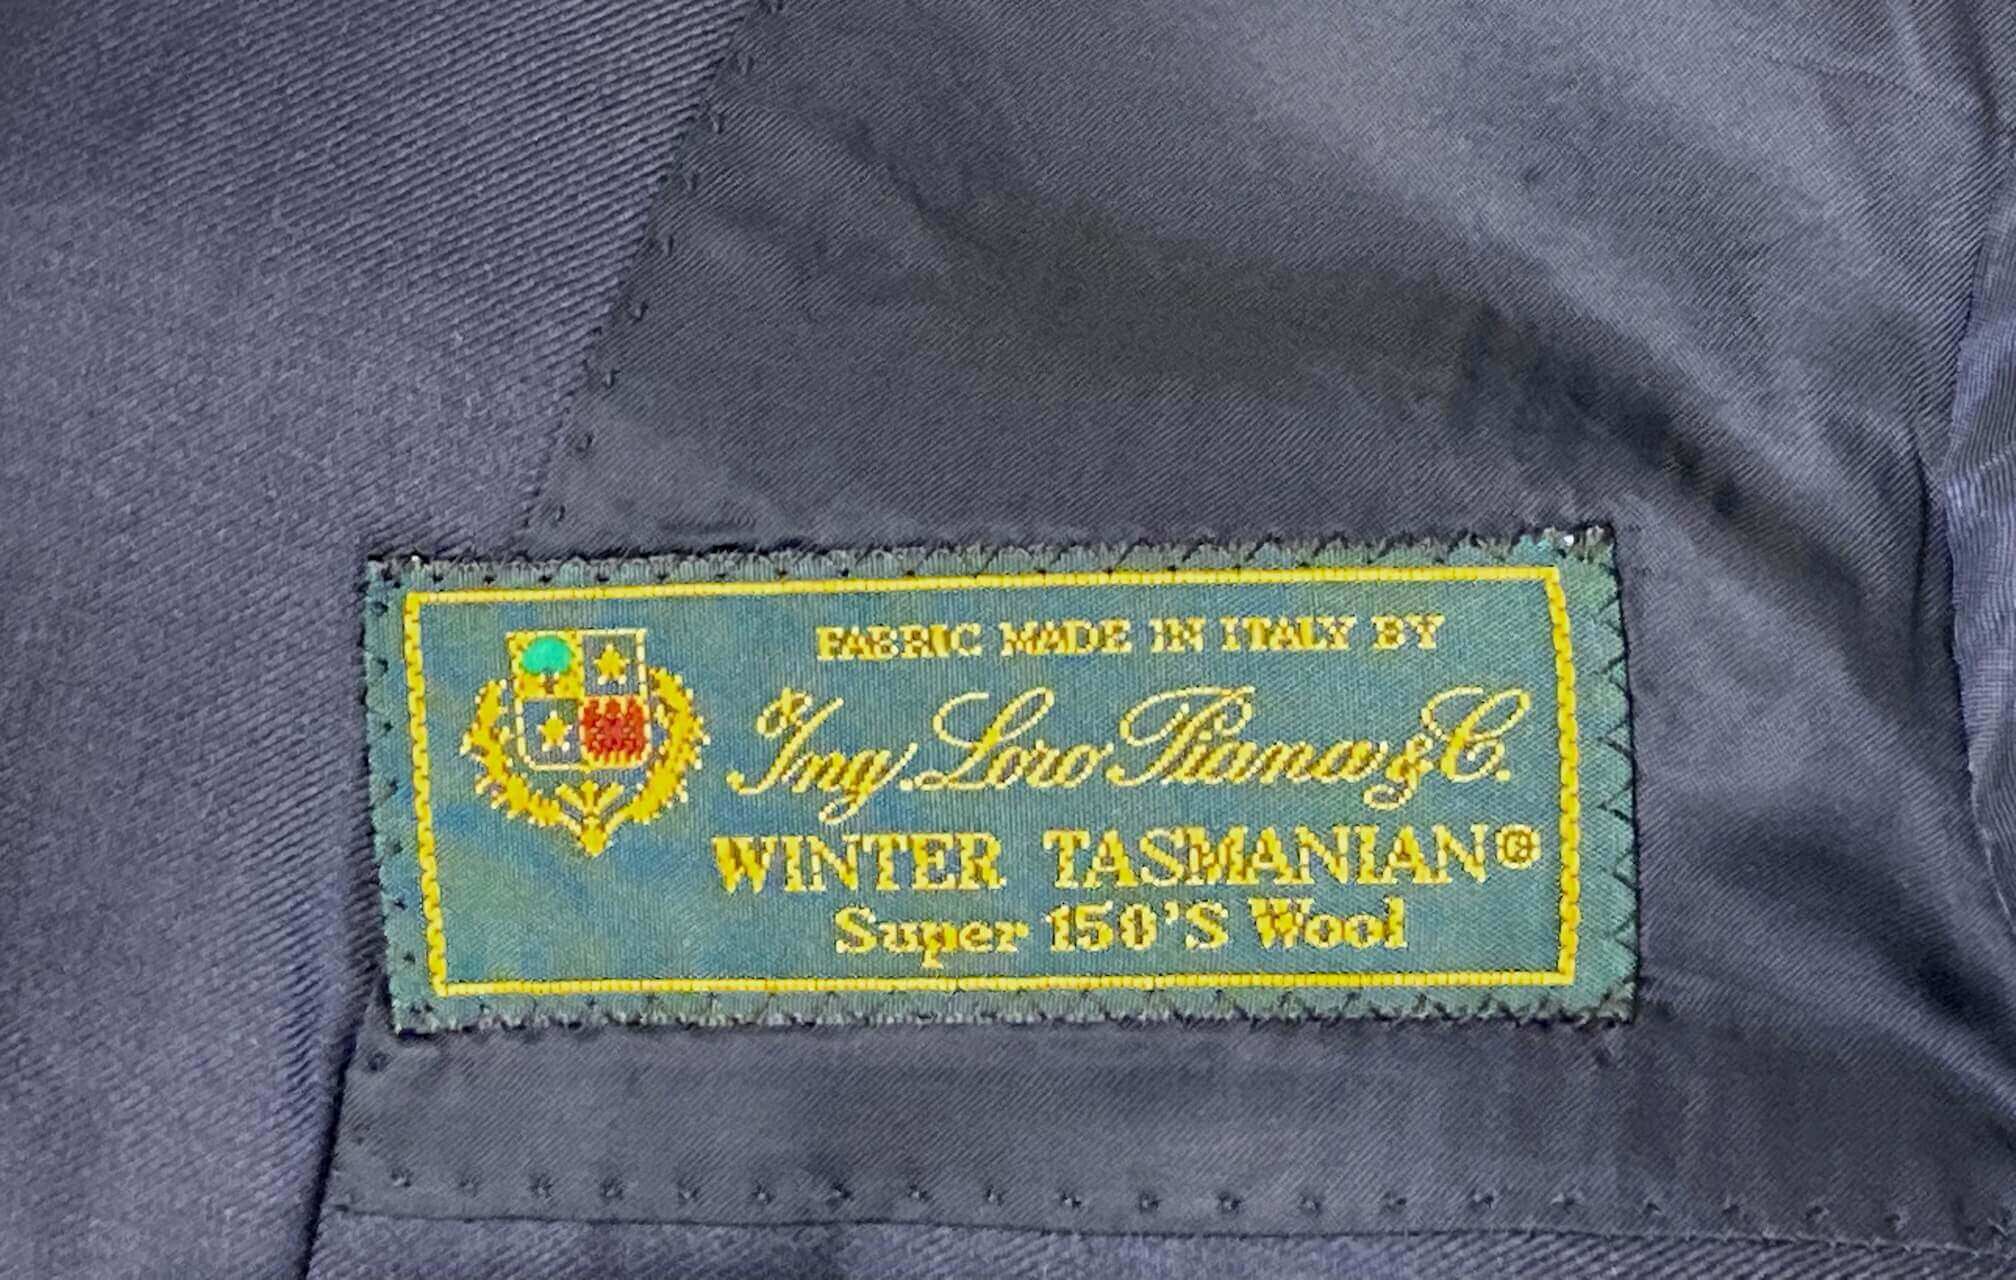 FABRIC MADE IN ITALY BY
Ing. Loro Piana & C.
WINTER TASMANIAN®
Super 150'S Wool